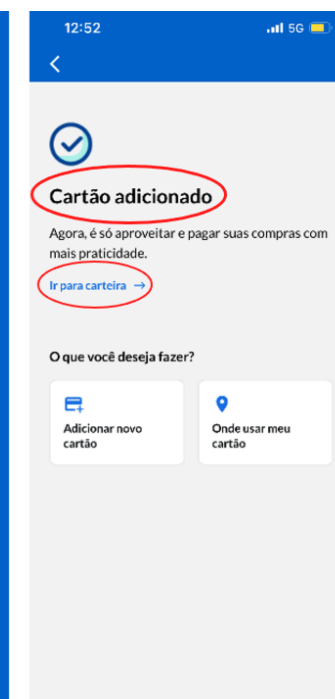 12:52
5G
Cartão adicionado
Agora, é só aproveitar e pagar suas compras com
mais praticidade.
Ir para carteira →
O que você deseja fazer?
Adicionar novo
cartão
Onde usar meu
cartão